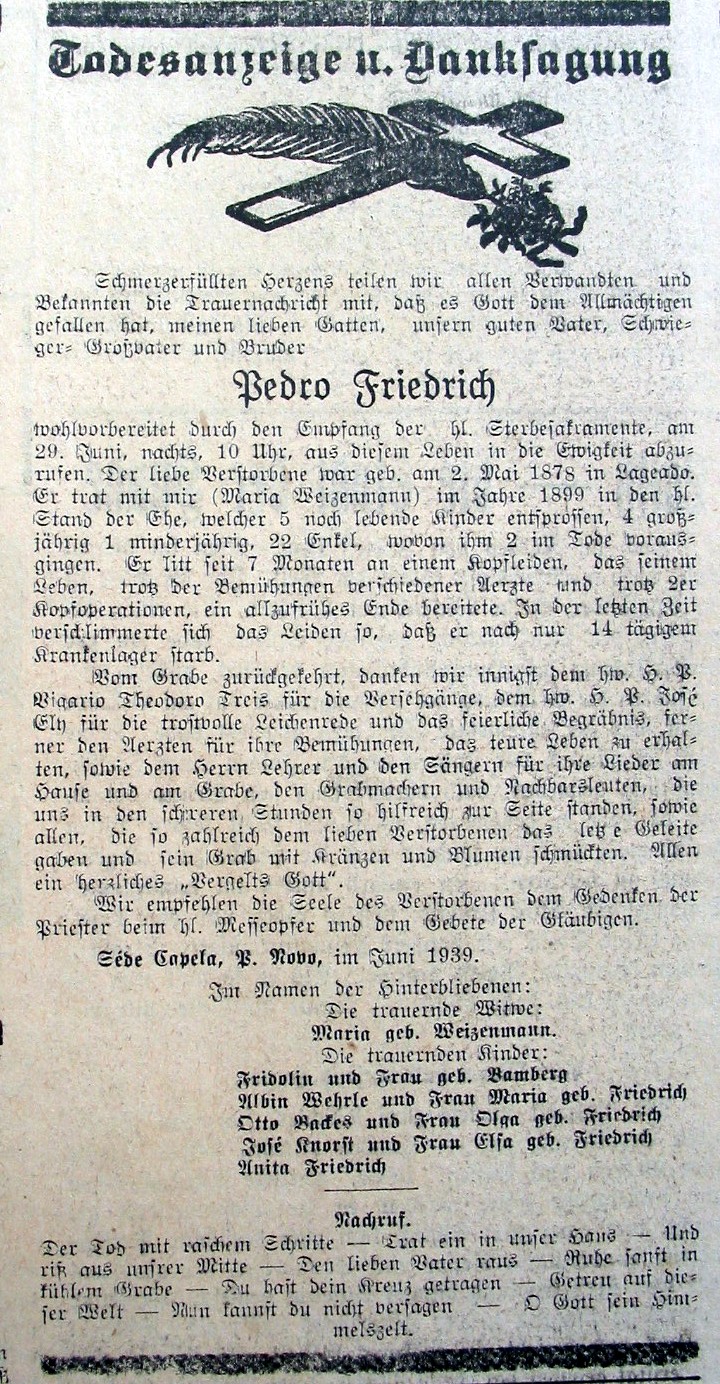 Todesanzeige u. Danksagung
Schmerzerfüllten Herzens teilen wir allen Verwandten und
Bekannten die Trauernachricht mit, daß es Gott dem Allmächtigen
gefallen hat, meinen lieben Gatten, unsern guten Vater, Schwie-
ger- Großvater und Bruder
Pedro Friedrich
wohlvorbereitet durch den Empfang der hl. Sterbesakramente, am
29. Juni, nachts, 10 Uhr, aus diesem Leben in die Ewigkeit abzu-
rufen. Der liebe Verstorbene war geb. am 2. Mai 1878 in Lageado.
Er trat mit mir (Maria Weizenmann) im Jahre 1899 in den hl.
Stand der Ehe, welcher 5 noch lebende Kinder entsprossen, 4 groß-
jährig 1 minderjährig, 22 Enkel, wovon ihm 2 im Tode voraus-
gingen. Er litt seit 7 Monaten an einem Kopfleiden, das seinem
Leben, trotz der Bemühungen verschiedener Aerzte und trotz 2er
Kopfoperationen, ein allzufrühes Ende bereitete. In der letzten Zeit
verschlimmerte sich das Leiden so, daß er nach nur 14 tägigem
Krankenlager starb.
Vom Grabe zurückgekehrt, danken wir innigst dem hw. H. P.
Vigario Theodoro Treis für die Versehgänge, dem hw. H. P. José
Ely für die trostvolle Leichenrede und das feierliche Begräbnis, fer-
ner den Aerzten für ihre Bemühungen, das teure Leben zu erhal-
ten, sowie dem Herrn Lehrer und den Sängern für ihre Lieder am
Hause und am Grabe, den Grabmachern und Nachbarsleuten, die
uns in den schweren Stunden so hilfreich zur Seite standen, sowie
allen, die so zahlreich dem lieben Verstorbenen das letzte Geleite
gaben und sein Grab mit Kränzen und Blumen schmückten. Allen
ein herzliches „Vergelts Gott“.
Wir empfehlen die Seele des Verstorbenen dem Gedenken der
Priester beim hl. Messeopfer und dem Gebete der Gläubigen.
Séde Capela, P. Novo, im Juni 1939.
Im Namen der Hinterbliebenen:
Die trauernde Witwe:
Maria geb. Weizenmann.
Die trauernden Kinder:
Fridolin und Frau geb. Bamberg
Albin Wehrle und Frau Maria geb. Friedrich
Otto Backes und Frau Olga geb. Friedrich
José Knorst und Frau Elsa geb. Friedrich
Anita Friedrich
Nachruf.
Der Tod mit raschem Schritte — Trat ein in unser Haus — Und
riß aus unsrer Mitte — Den lieben Vater raus — Ruhe sanft in
kühlem Grabe — Du hast dein Kreuz getragen — Getreu auf die-
ser Welt — Nun kannst du nicht versagen — O Gott sein Him-
melszelt.